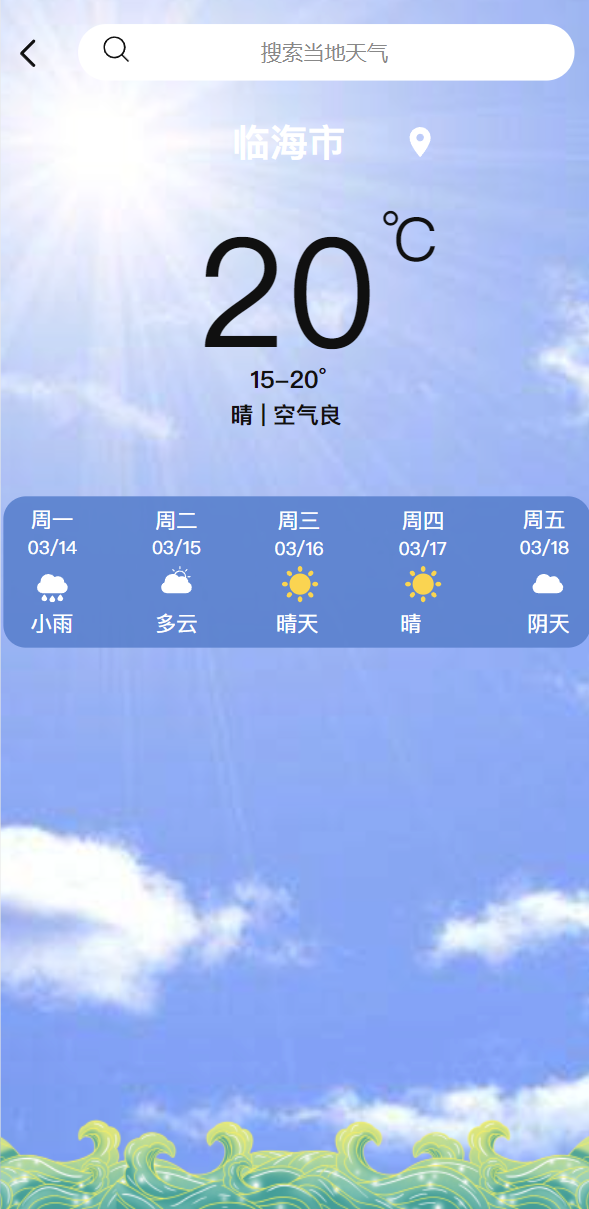 搜索当地天气
临海市
20℃
15-20°
晴 | 空气良
周一 周二 周三 周四 周五
03/14 03/15 03/16 03/17 03/18
小雨 多云 晴天 晴 阴天